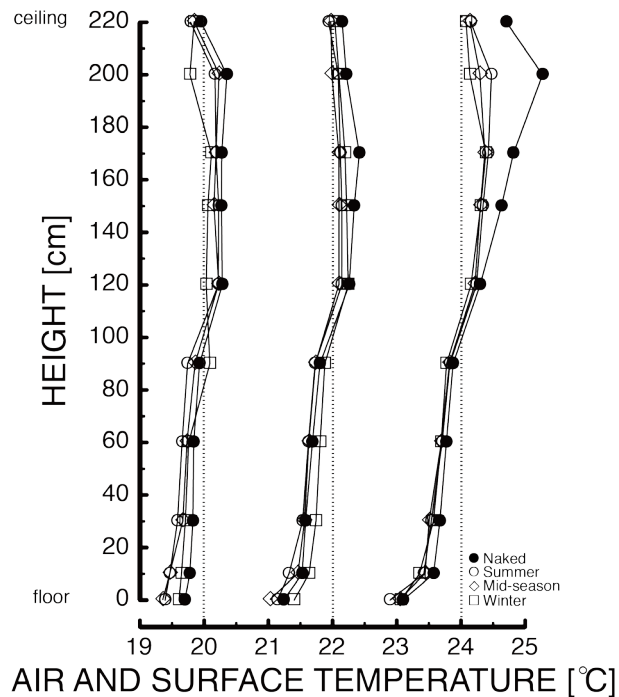 ceiling
220
200
170
160
140
120
100
80
60
40
20
floor
0
HEIGHT [cm]
Naked
Summer
Mid-season
Winter
19 20 21 22 23 24 25
AIR AND SURFACE TEMPERATURE [°C]